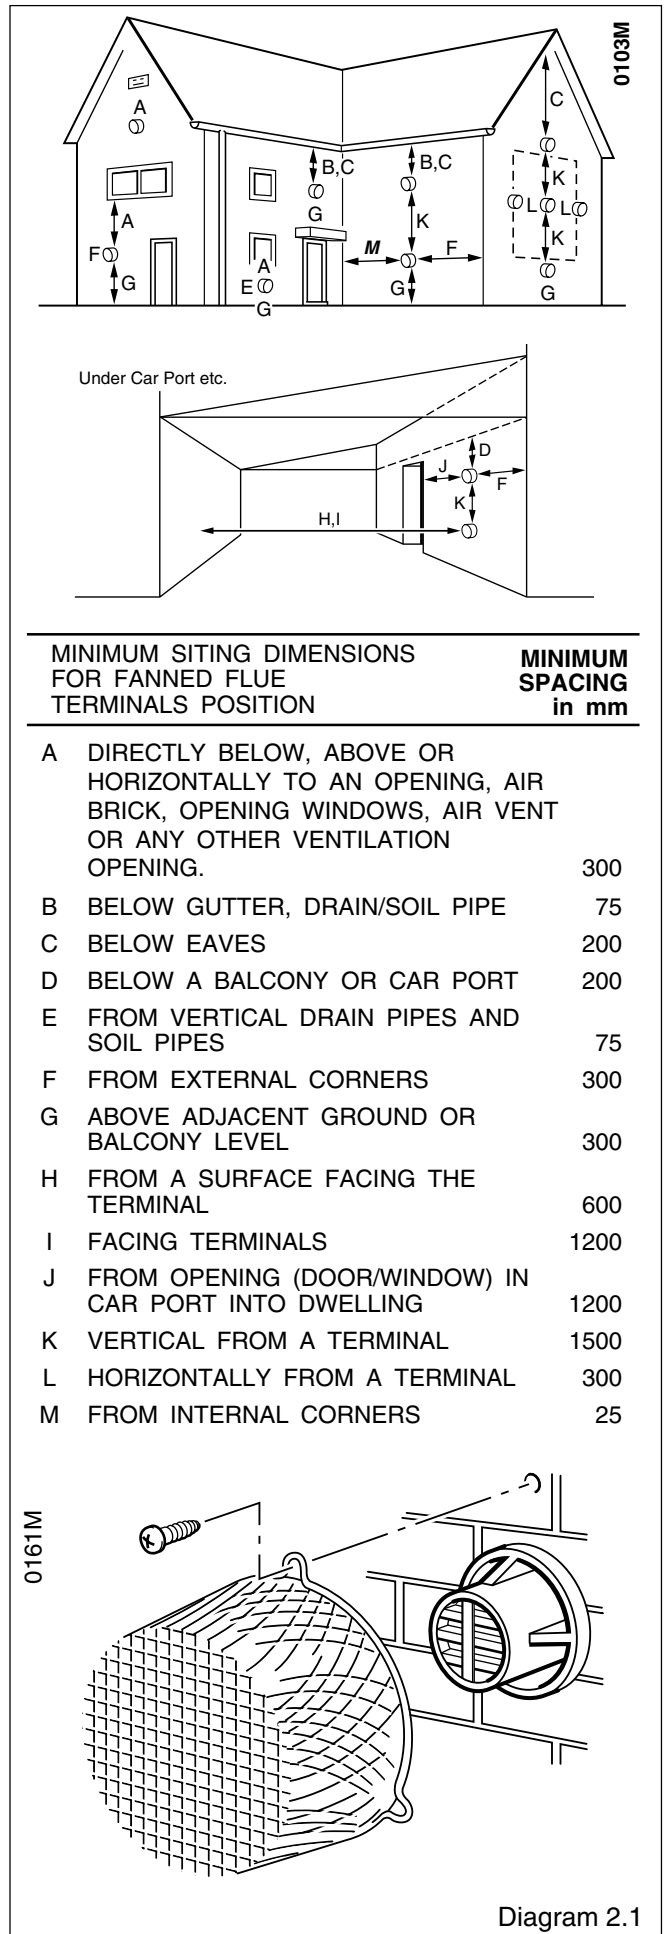 0103M
A
C
B,C
B,C
K
A
G
K
L
L
F
A
M
F
K
G
E
G
G
G
Under Car Port etc.
D
J
F
K
H,I
MINIMUM SITING DIMENSIONS FOR FANNED FLUE TERMINALS POSITION
MINIMUM SPACING in mm
A DIRECTLY BELOW, ABOVE OR
HORIZONTALLY TO AN OPENING, AIR
BRICK, OPENING WINDOWS, AIR VENT
OR ANY OTHER VENTILATION
OPENING. 300
B BELOW GUTTER, DRAIN/SOIL PIPE 75
C BELOW EAVES 200
D BELOW A BALCONY OR CAR PORT 200
E FROM VERTICAL DRAIN PIPES AND
SOIL PIPES 75
F FROM EXTERNAL CORNERS 300
G ABOVE ADJACENT GROUND OR
BALCONY LEVEL 300
H FROM A SURFACE FACING THE
TERMINAL 600
I FACING TERMINALS 1200
J FROM OPENING (DOOR/WINDOW) IN
CAR PORT INTO DWELLING 1200
K VERTICAL FROM A TERMINAL 1500
L HORIZONTALLY FROM A TERMINAL 300
M FROM INTERNAL CORNERS 25
0161M
Diagram 2.1